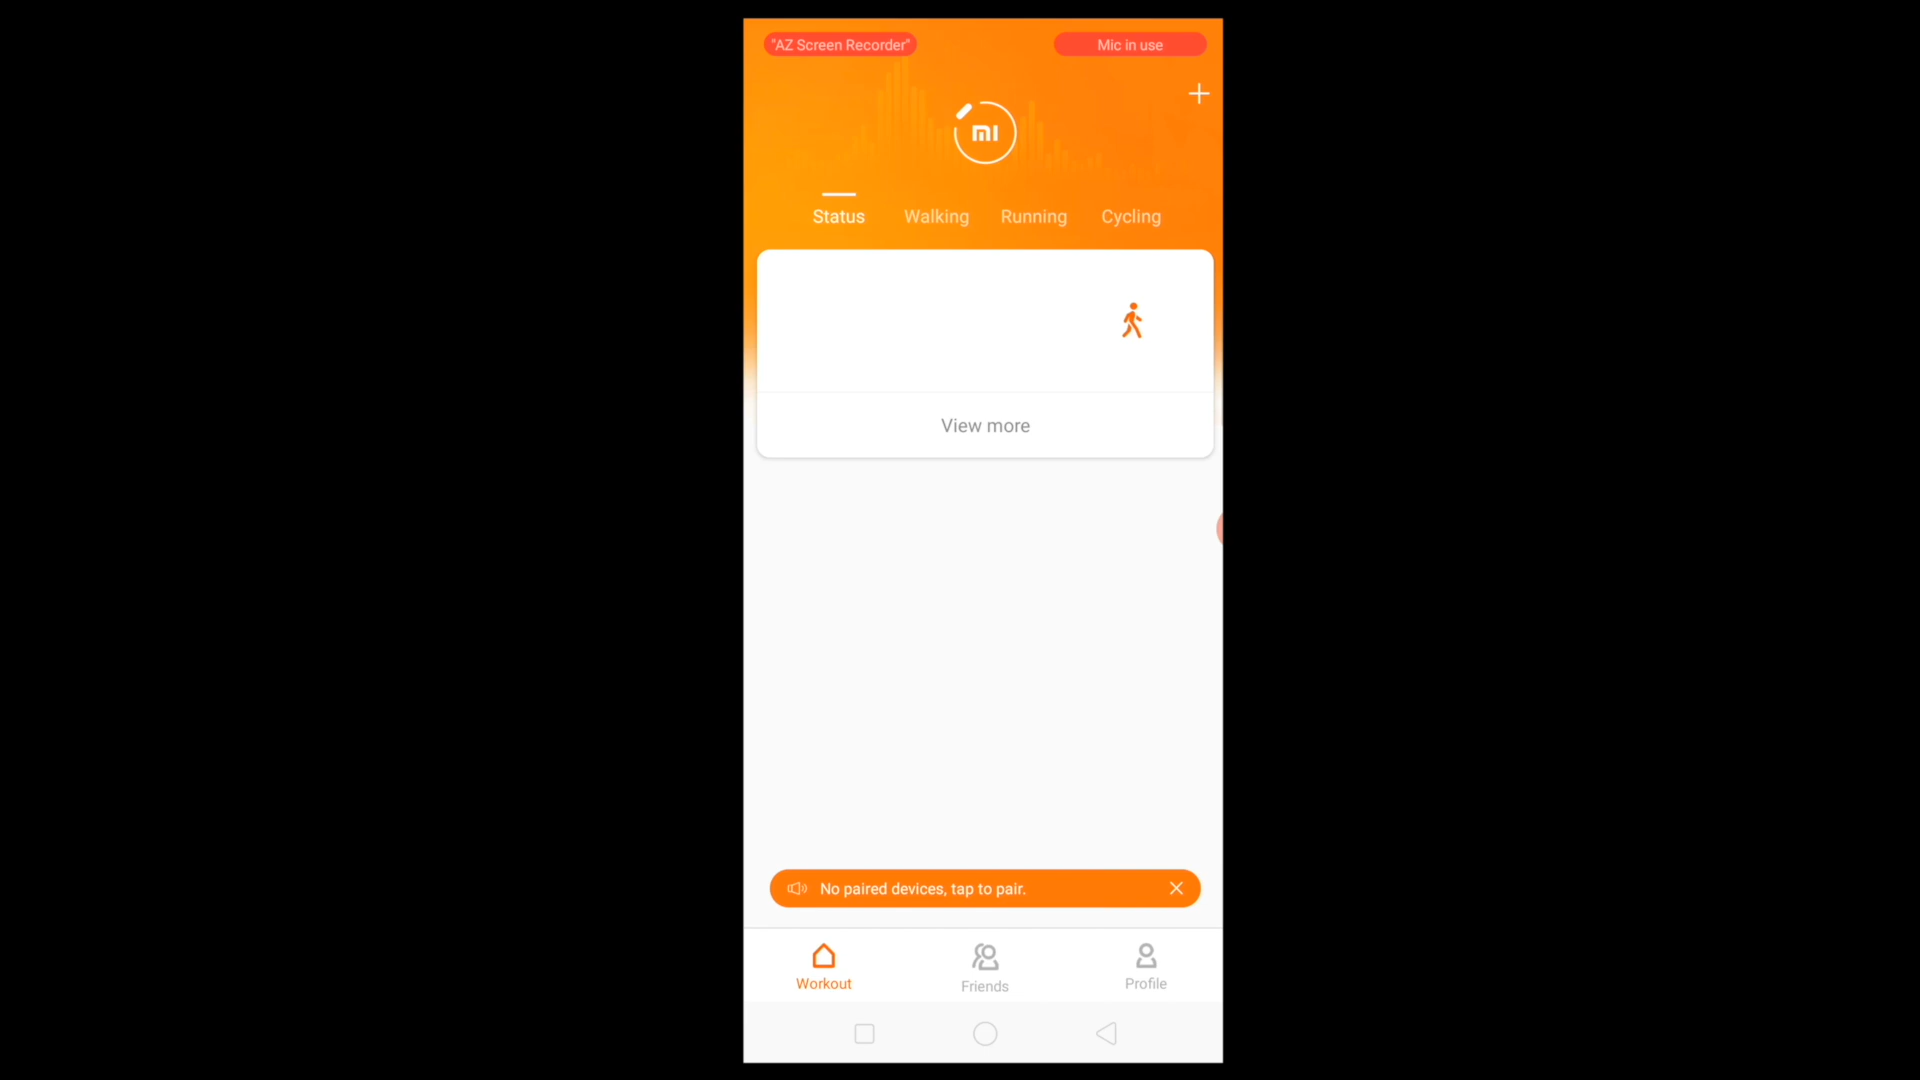 "AZ Screen Recorder"
Mic in use
mi
Status Walking Running Cycling
View more
No paired devices, tap to pair.
Workout Friends Profile